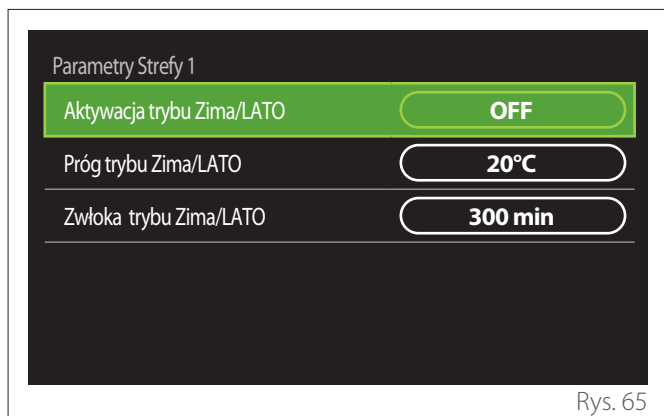 Parametry Strefy 1
Aktywacja trybu Zima/LATO OFF
Próg trybu Zima/LATO 20°C
Zwłoka trybu Zima/LATO 300 min
Rys. 65